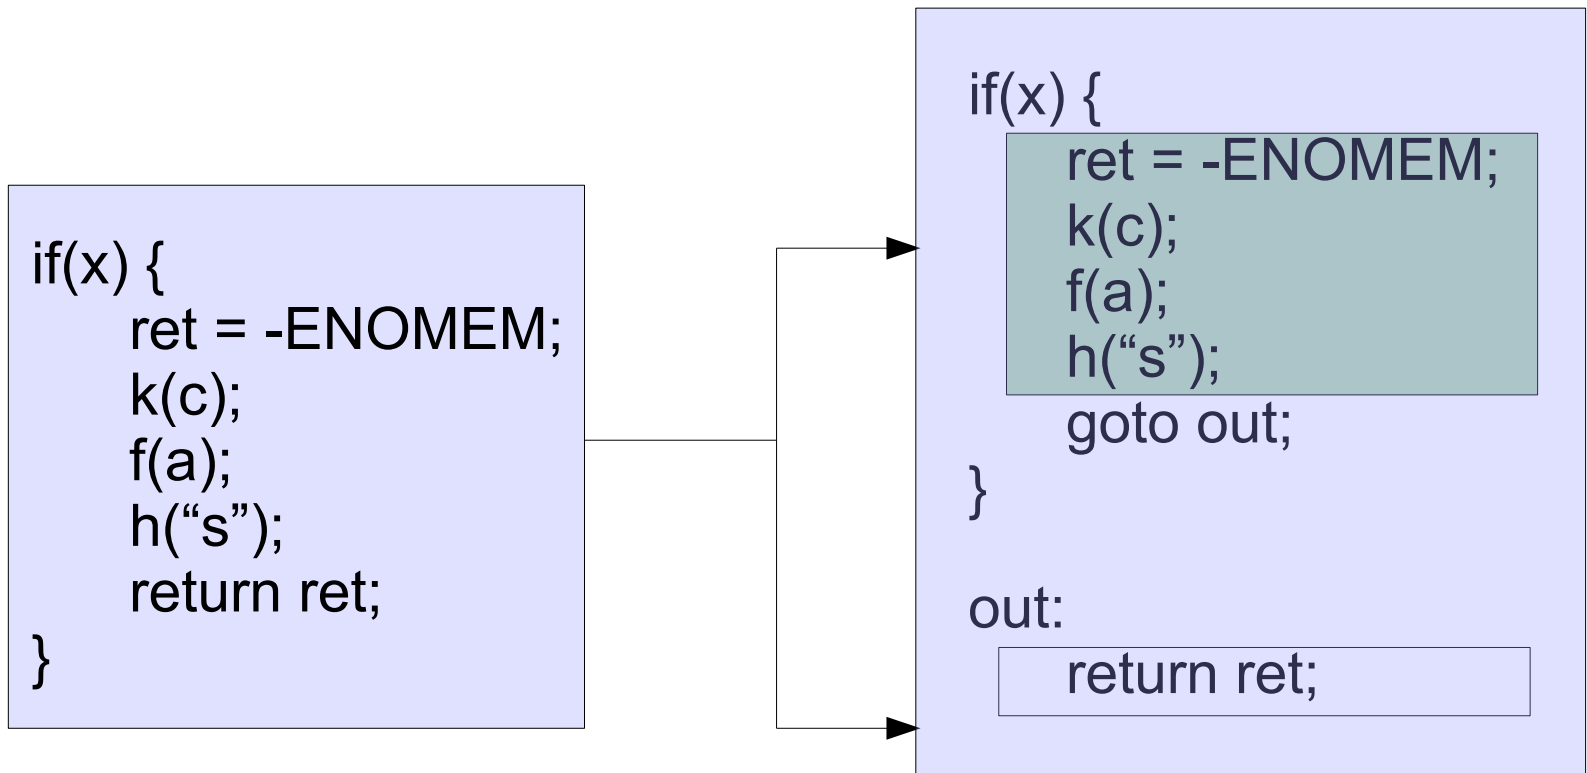 if(x) {
ret = -ENOMEM;
k(c);
f(a);
h(“s”);
return ret;
}
if(x) {
ret = -ENOMEM;
k(c);
f(a);
h(“s”);
goto out;
}
out:
return ret;